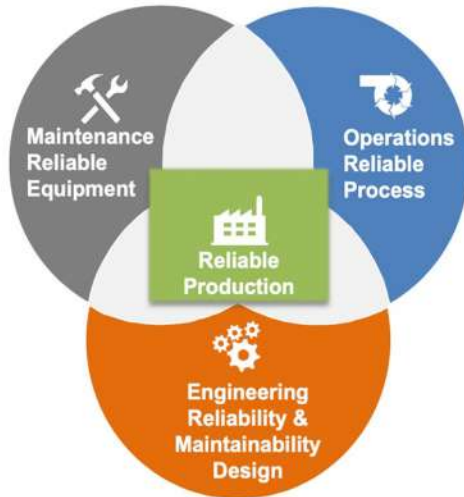 Maintenance
Reliable
Equipment
Operations
Reliable
Process
Reliable
Production
Engineering
Reliability &
Maintainability
Design